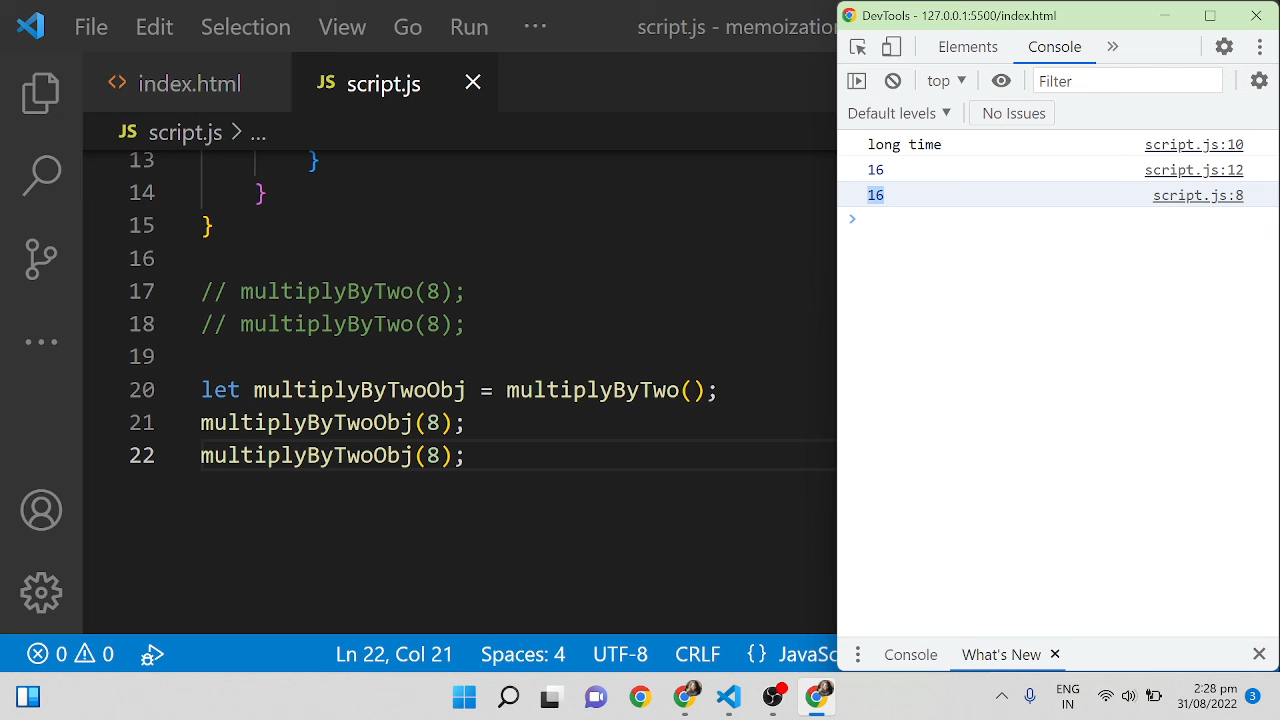 File Edit Selection View Go Run ··· script.js - memoization
<> index.html JS script.js
JS script.js > ...
13 }
14 }
15 }
16
17 // multiplyByTwo(8);
18 // multiplyByTwo(8);
19
20 let multiplyByTwoObj = multiplyByTwo();
21 multiplyByTwoObj(8);
22 multiplyByTwoObj(8);
0 0 Ln 22, Col 21 Spaces: 4 UTF-8 CRLF {} JavaSc
DevTools - 127.0.0.1:5500/index.html
Elements Console »
top Filter
Default levels No Issues
long time script.js:10
16 script.js:12
16 script.js:8
>
Console What's New
ENG
IN
2:28 pm
31/08/2022
3